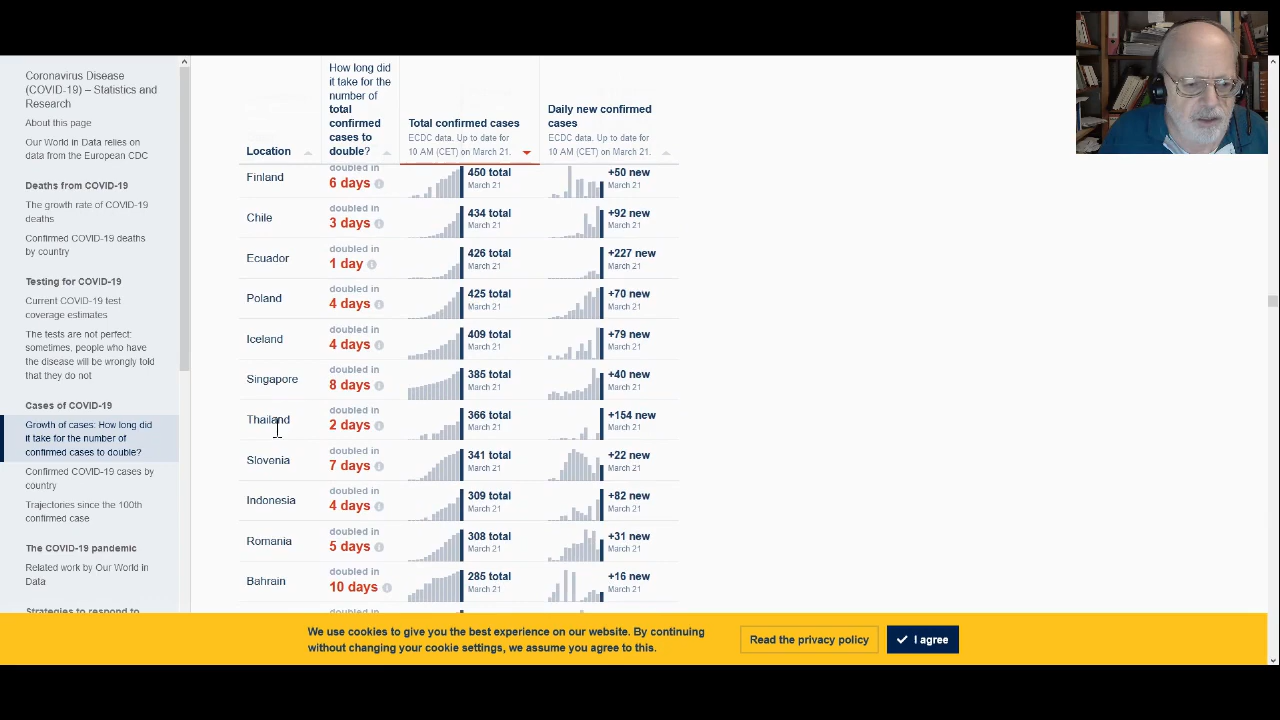 Coronavirus Disease
(COVID-19) – Statistics and
Research
About this page
Our World in Data relies on
data from the European CDC
Deaths from COVID-19
The growth rate of COVID-19
deaths
Confirmed COVID-19 deaths
by country
Testing for COVID-19
Current COVID-19 test
coverage estimates
The tests are not perfect:
sometimes, people who have
the disease will be wrongly told
that they do not
Cases of COVID-19
Growth of cases: How long did
it take for the number of
confirmed cases to double?
Confirmed COVID-19 cases by
country
Trajectories since the 100th
confirmed case
The COVID-19 pandemic
Related work by Our World in
Data
Strategies to respond to
Location
How long did
it take for the
number of
total
confirmed
cases to
double?
Total confirmed cases
ECDC data. Up to date for
10 AM (CET) on March 21.
Daily new confirmed
cases
ECDC data. Up to date for
10 AM (CET) on March 21.
Finland
doubled in
6 days
450 total
March 21
+50 new
March 21
Chile
doubled in
3 days
434 total
March 21
+92 new
March 21
Ecuador
doubled in
1 day
426 total
March 21
+227 new
March 21
Poland
doubled in
4 days
425 total
March 21
+70 new
March 21
Iceland
doubled in
4 days
409 total
March 21
+79 new
March 21
Singapore
doubled in
8 days
385 total
March 21
+40 new
March 21
Thailand
doubled in
2 days
366 total
March 21
+154 new
March 21
Slovenia
doubled in
7 days
341 total
March 21
+22 new
March 21
Indonesia
doubled in
4 days
309 total
March 21
+82 new
March 21
Romania
doubled in
5 days
308 total
March 21
+31 new
March 21
Bahrain
doubled in
10 days
285 total
March 21
+16 new
March 21
We use cookies to give you the best experience on our website. By continuing
without changing your cookie settings, we assume you agree to this.
Read the privacy policy
I agree